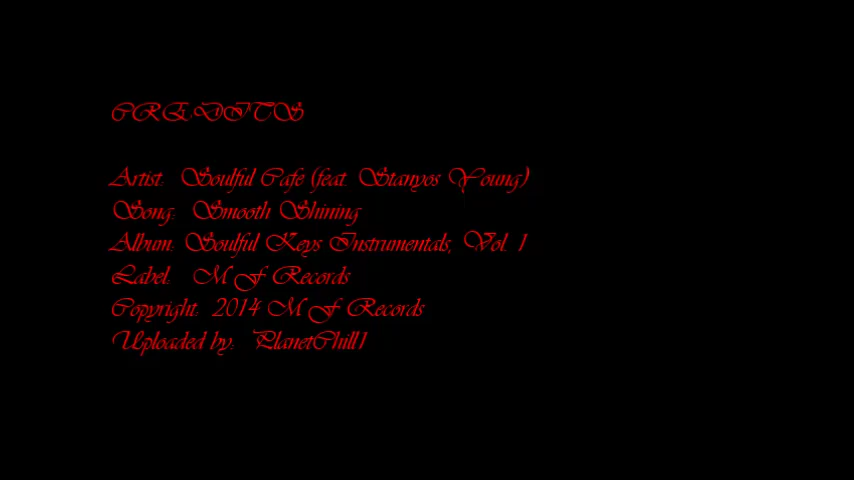 CREDITS
Artist: Soulful Cafe (feat. Stanyos Young)
Song: Smooth Shining
Album: Soulful Keys Instrumentals, Vol. 1
Label: M F Records
Copyright: 2014 M F Records
Uploaded by: PlanetChill1